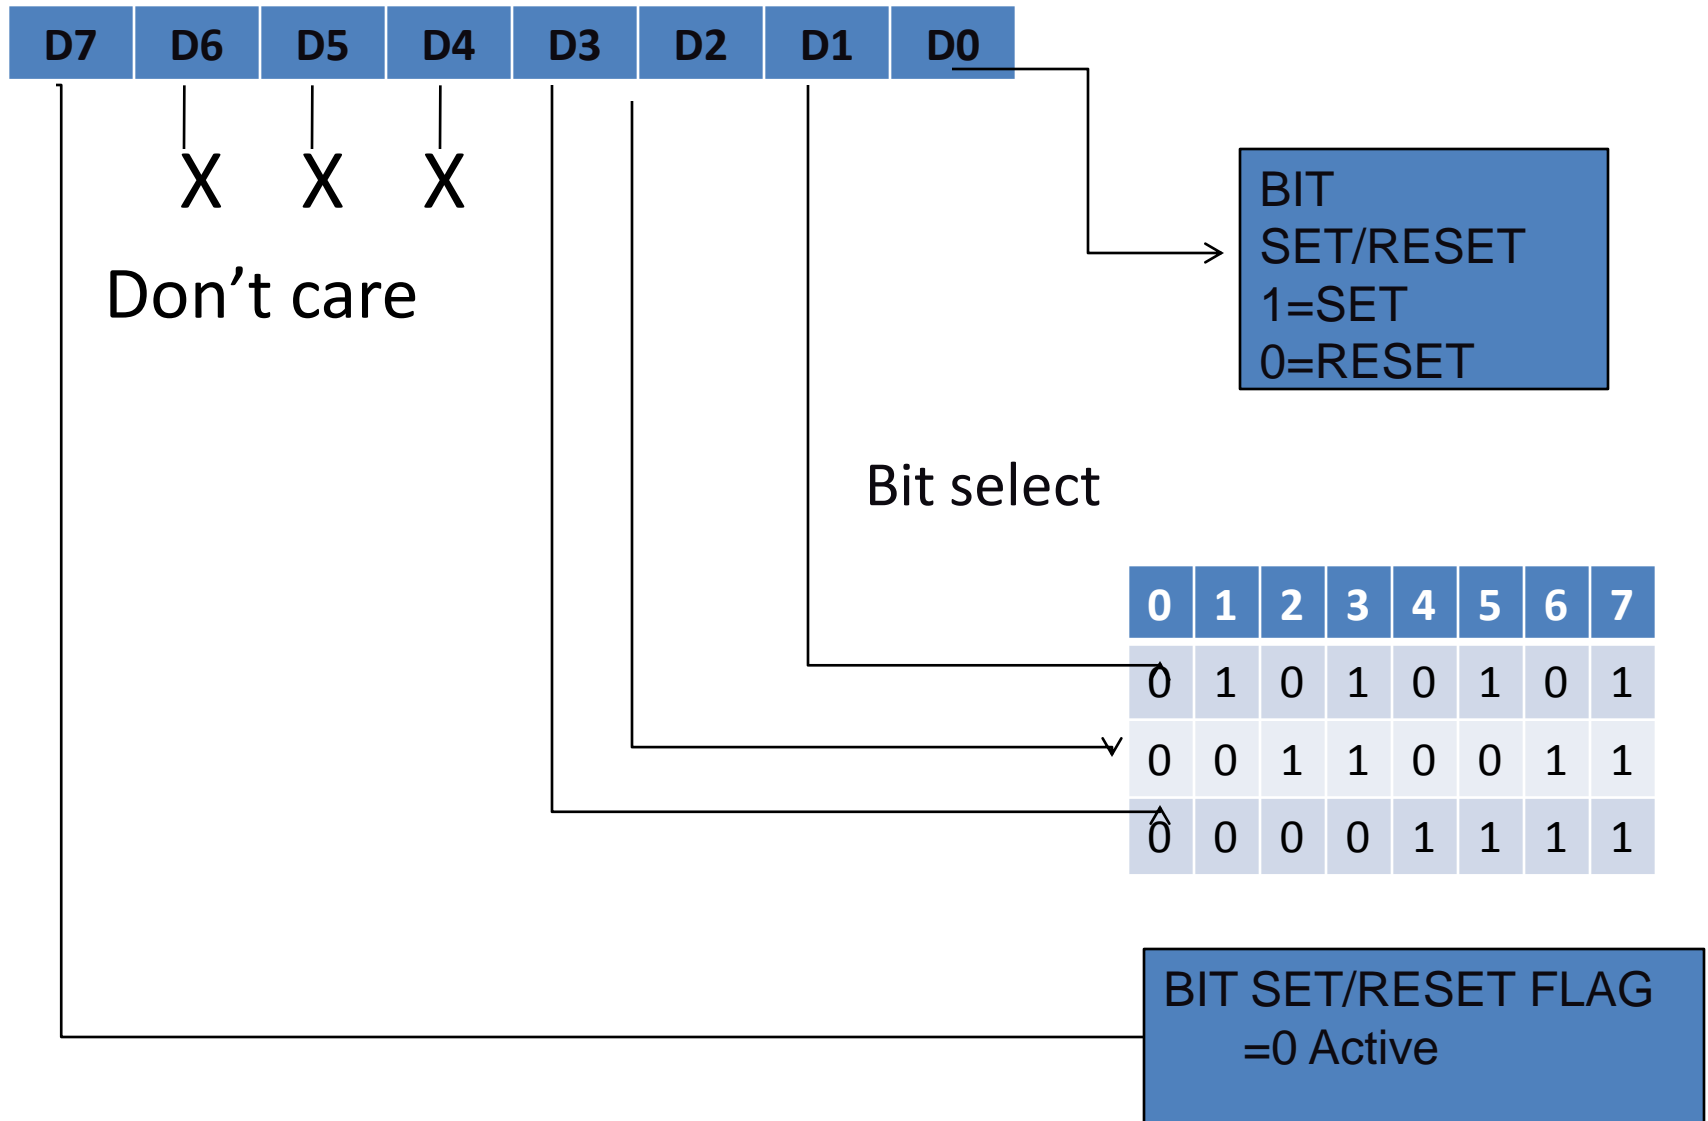 D7 D6 D5 D4 D3 D2 D1 D0
X X X
Don’t care
BIT
SET/RESET
1=SET
0=RESET
Bit select
0 1 2 3 4 5 6 7
0 1 0 1 0 1 0 1
0 0 1 1 0 0 1 1
0 0 0 0 1 1 1 1
BIT SET/RESET FLAG
=0 Active